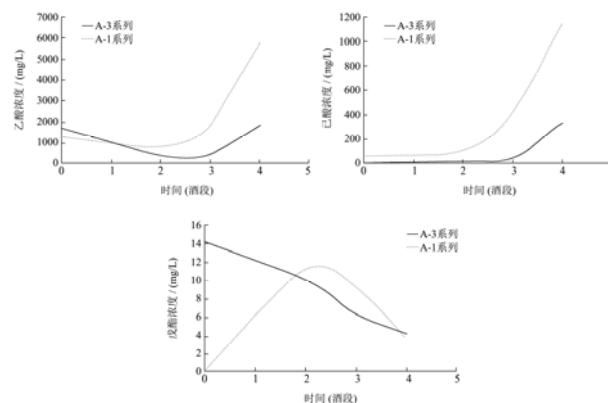 7000
6000
5000
4000
3000
2000
1000
0
乙酸浓度 / (mg/L)
A-3系列
A-1系列
0 1 2 3 4 5
时间 (酒段)
1200
1000
800
600
400
200
0
已酸浓度 / (mg/L)
A-3系列
A-1系列
0 1 2 3 4 5
时间 (酒段)
16
14
12
10
8
6
4
2
0
戊酯浓度 / (mg/L)
A-3系列
A-1系列
0 1 2 3 4 5
时间 (酒段)